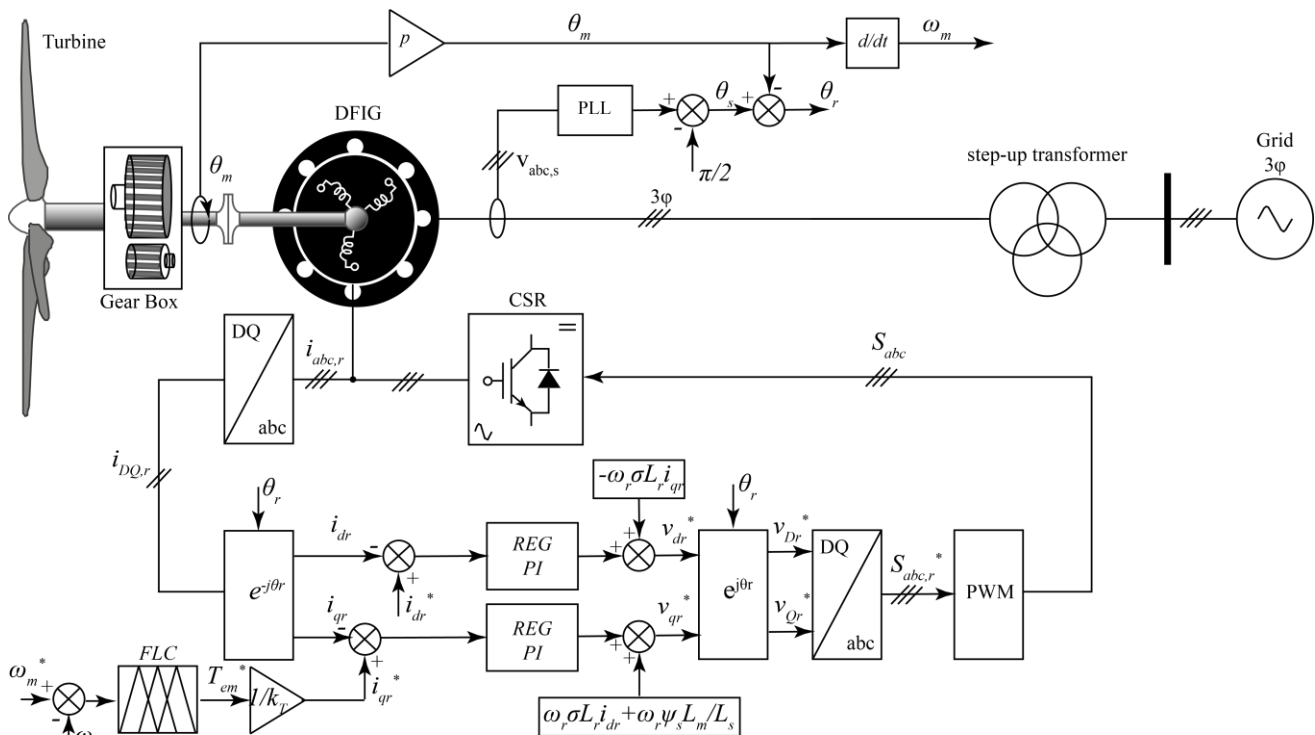 Turbine
p
θm
d/dt
ωm
DFIG
PLL
+
-
θs
+
-
θr
vabc,s
π/2
step-up transformer
Grid
3φ
θm
3φ
Gear Box
CSR
=
DQ
abc
iabc,r
Sabc
iDQ,r
-ωrσLriqr
θr
θr
e-jθr
idr
-
+
idr*
REG
PI
+
+
vdr*
ejθr
vDr*
DQ
abc
Sabc,r*
PWM
iqr
-
+
iqr*
REG
PI
+
+
vqr*
vQr*
ωm*
+
-
FLC
Tem*
1/kT
ωrσLridr+ωrψsLm/Ls